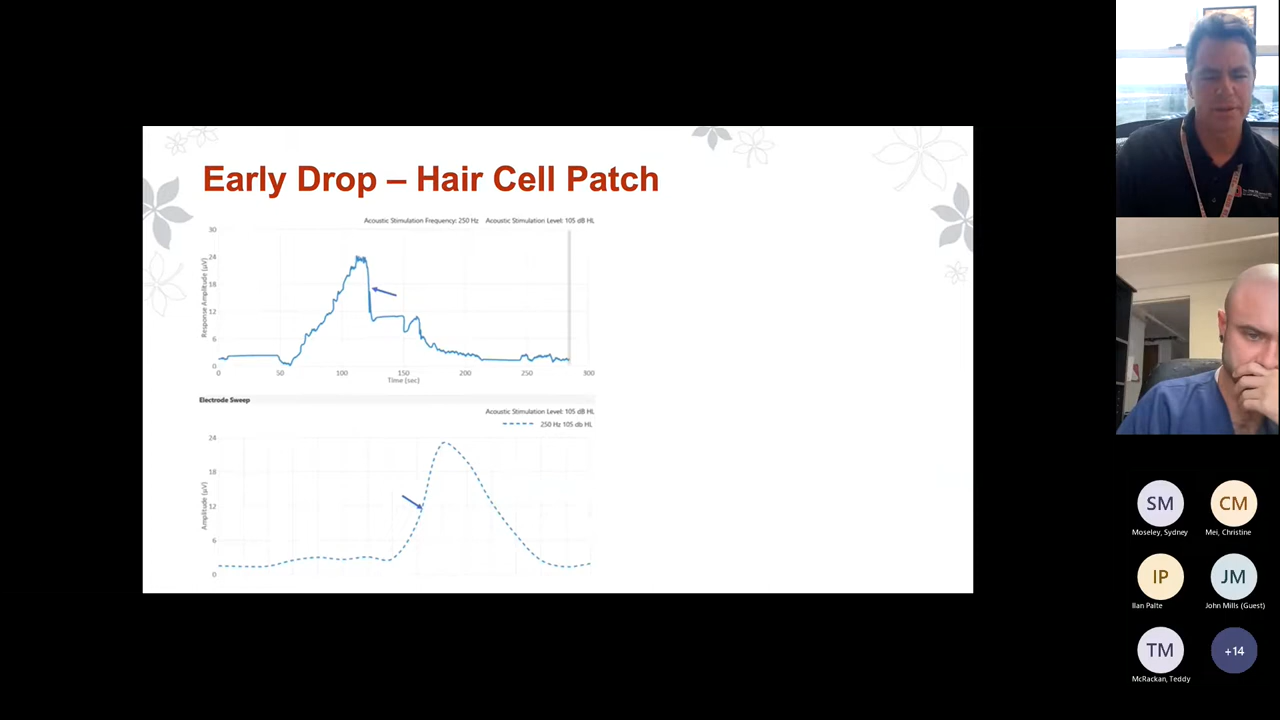 Early Drop – Hair Cell Patch
Acoustic Stimulation Frequency: 250 Hz Acoustic Stimulation Level: 105 dB HL
30
24
18
12
6
0
Response Amplitude (µV)
0 50 100 150 200 250 300
Time (sec)
Electrode Sweep
Acoustic Stimulation Level: 105 dB HL
250 Hz 105 db HL
24
18
12
6
0
Amplitude (µV)
SM
CM
Moseley, Sydney
Mei, Christine
IP
JM
Ilan Palte
John Mills (Guest)
TM
+14
McRackan, Teddy